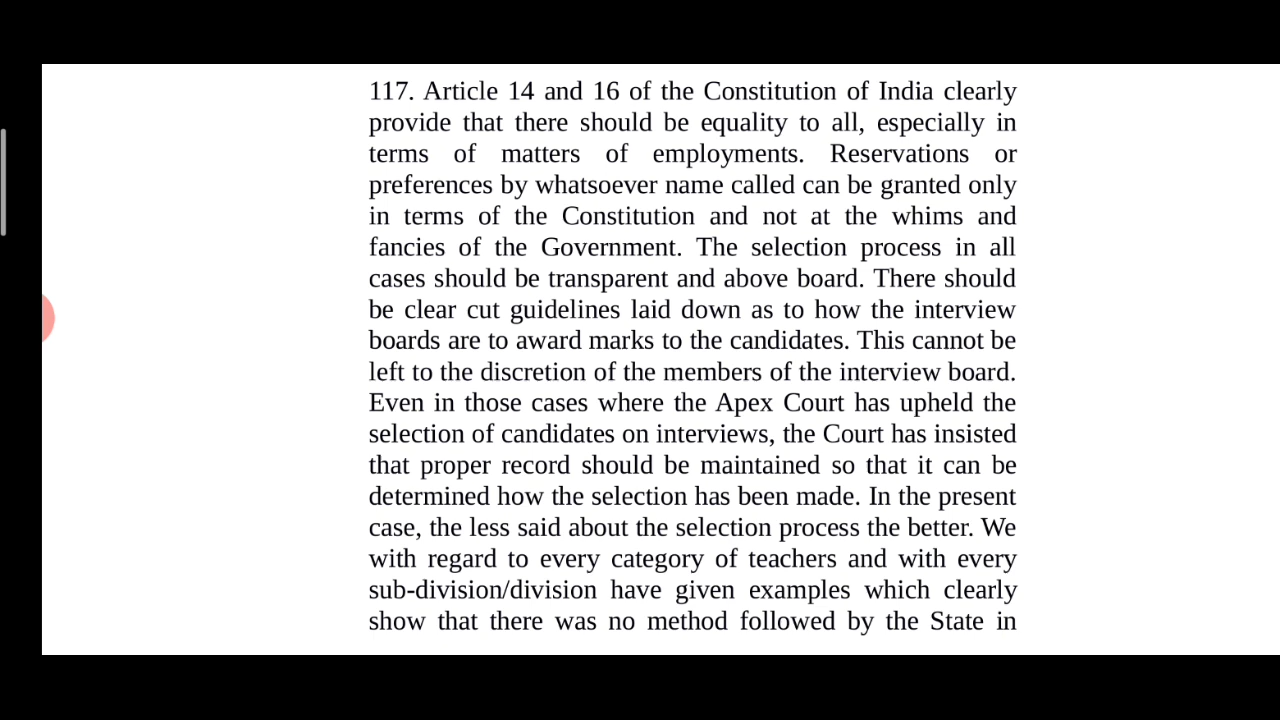 117. Article 14 and 16 of the Constitution of India clearly
provide that there should be equality to all, especially in
terms of matters of employments. Reservations or
preferences by whatsoever name called can be granted only
in terms of the Constitution and not at the whims and
fancies of the Government. The selection process in all
cases should be transparent and above board. There should
be clear cut guidelines laid down as to how the interview
boards are to award marks to the candidates. This cannot be
left to the discretion of the members of the interview board.
Even in those cases where the Apex Court has upheld the
selection of candidates on interviews, the Court has insisted
that proper record should be maintained so that it can be
determined how the selection has been made. In the present
case, the less said about the selection process the better. We
with regard to every category of teachers and with every
sub-division/division have given examples which clearly
show that there was no method followed by the State in